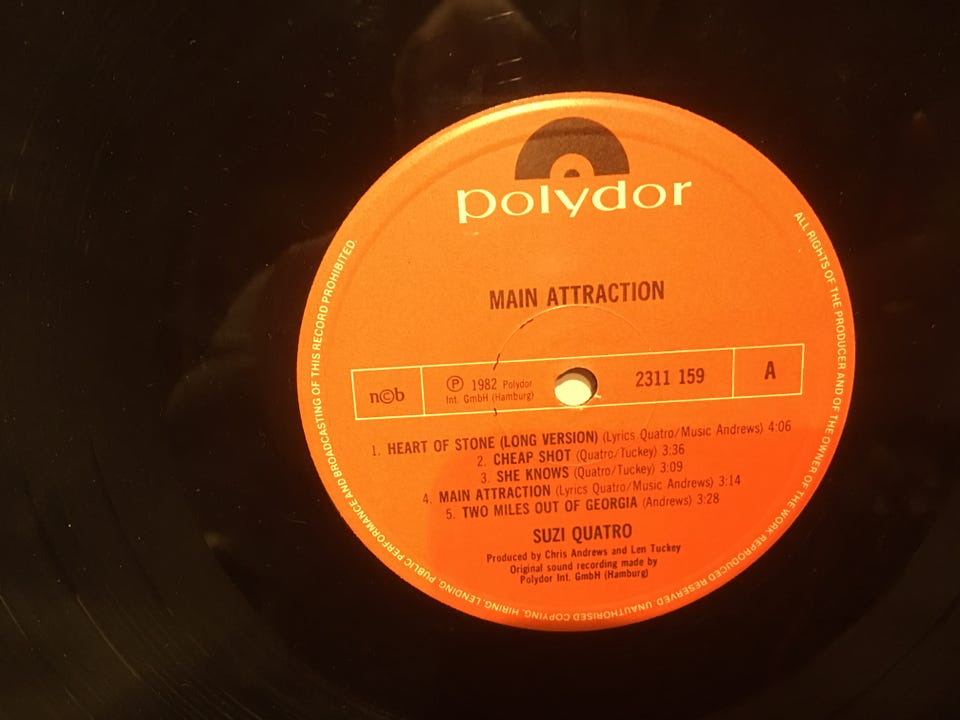 polydor
MAIN ATTRACTION
n©b
Ⓟ 1982 Polydor
Int. GmbH (Hamburg)
2311 159
A
1. HEART OF STONE (LONG VERSION) (Lyrics Quatro/Music Andrews) 4:06
2. CHEAP SHOT (Quatro/Tuckey) 3:36
3. SHE KNOWS (Quatro/Tuckey) 3:09
4. MAIN ATTRACTION (Lyrics Quatro/Music Andrews) 3:14
5. TWO MILES OUT OF GEORGIA (Andrews) 3:28
SUZI QUATRO
Produced by Chris Andrews and Len Tuckey
Original sound recording made by
Polydor Int. GmbH (Hamburg)
ALL RIGHTS OF THE PRODUCER AND OF THE OWNER OF THE WORK REPRODUCED RESERVED. UNAUTHORISED COPYING, HIRING, LENDING, PUBLIC PERFORMANCE AND BROADCASTING OF THIS RECORD PROHIBITED.